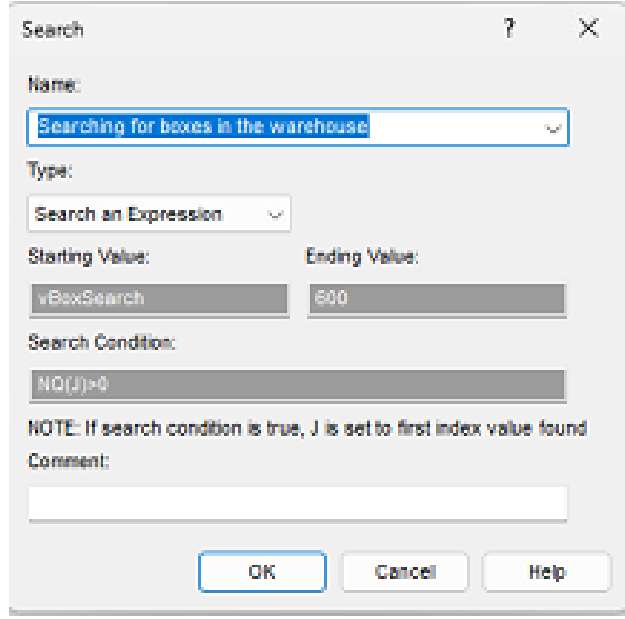 Search ?
Name:
Searching for boxes in the warehouse
Type:
Search an Expression
Starting Value: Ending Value:
vBoxSearch 600
Search Condition:
NQ(J)>0
NOTE: If search condition is true, J is set to first index value found
Comment:
OK Cancel Help